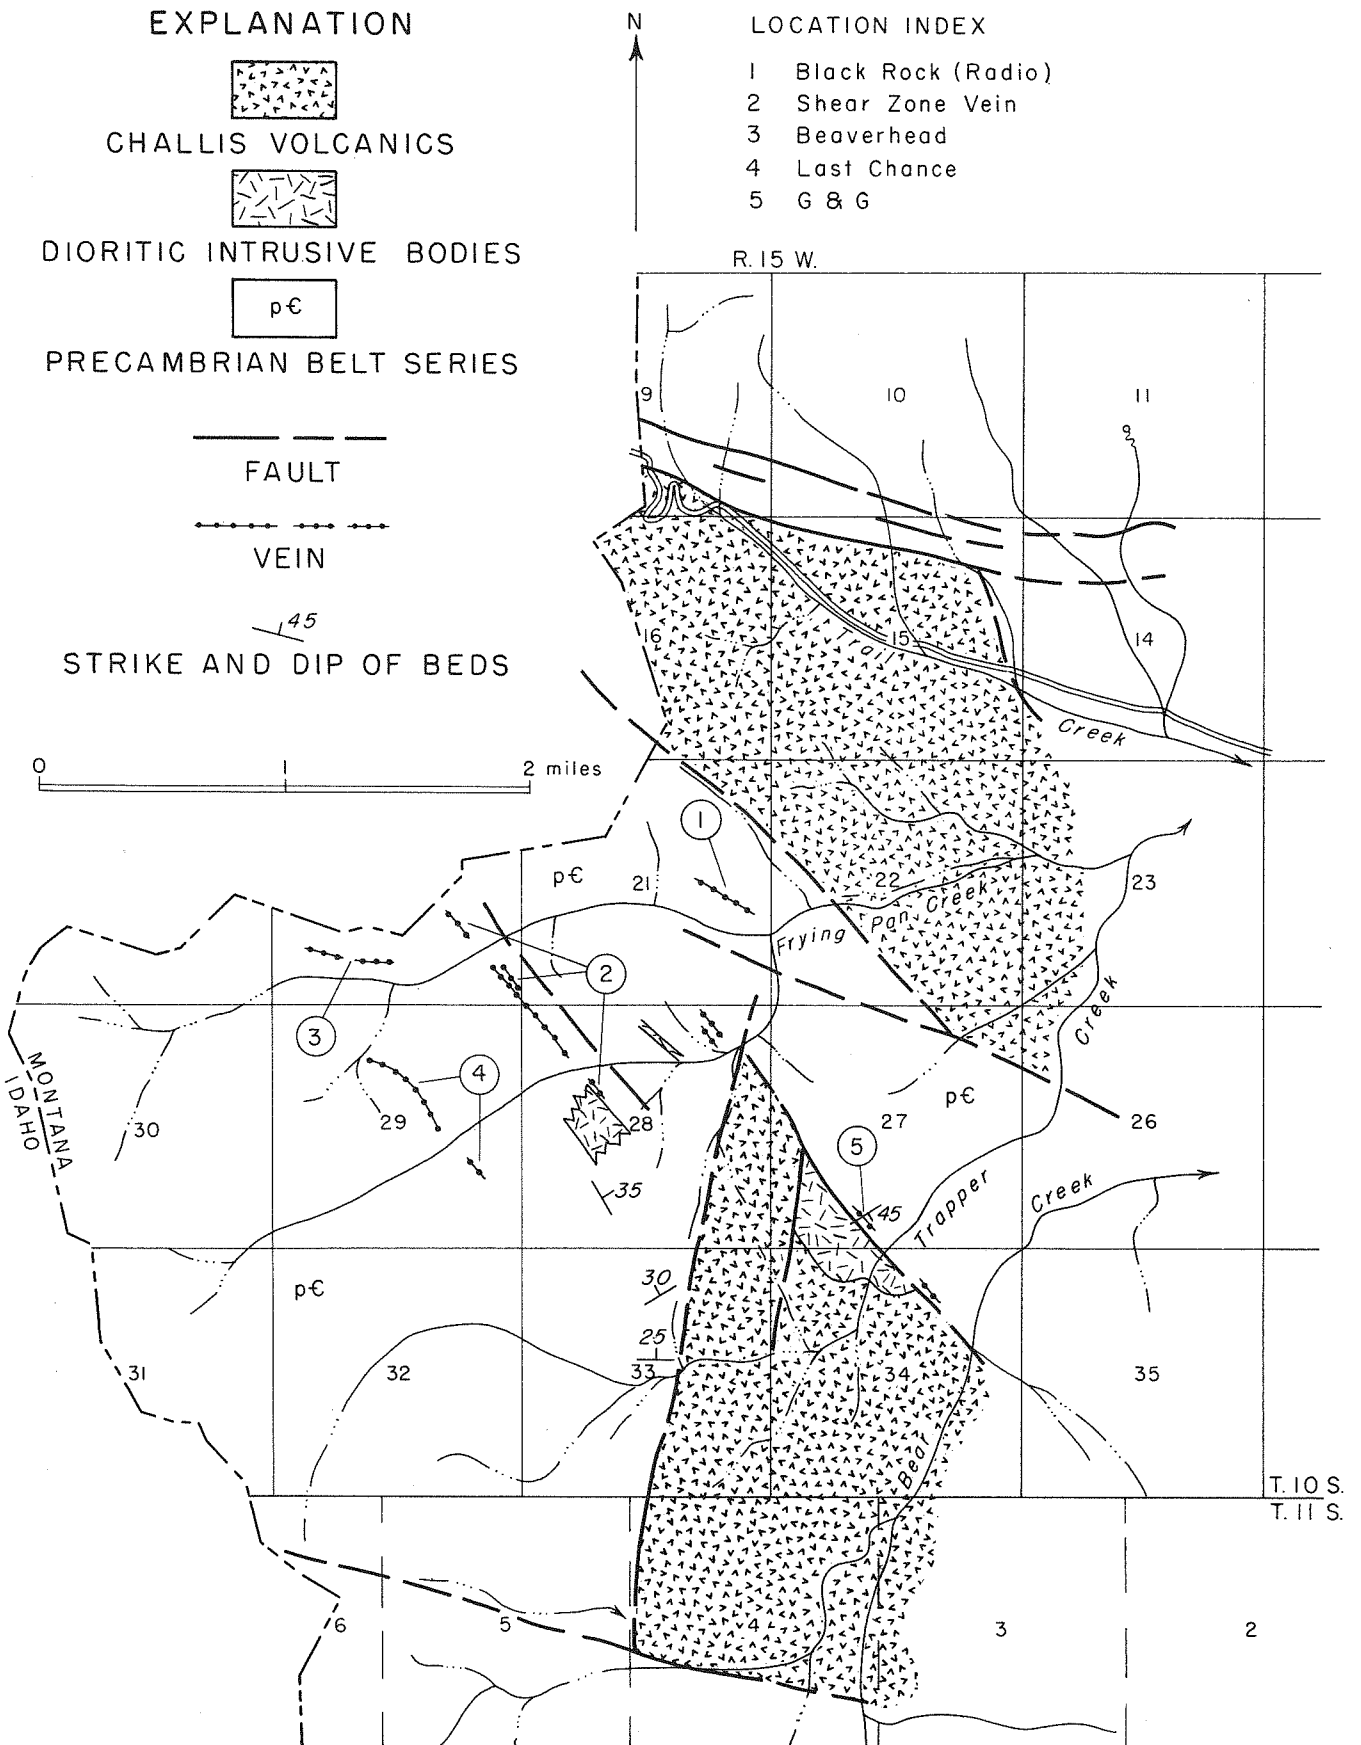 EXPLANATION
CHALLIS VOLCANICS
DIORITIC INTRUSIVE BODIES
p€
PRECAMBRIAN BELT SERIES
FAULT
VEIN
45
STRIKE AND DIP OF BEDS
0 1 2 miles
N
LOCATION INDEX
1 Black Rock (Radio)
2 Shear Zone Vein
3 Beaverhead
4 Last Chance
5 G & G
R. 15 W.
9 10 11
16 15 14
Trail Creek
1
p€ 21 22 23
Frying Pan Creek
2
3
Creek
MONTANA
IDAHO
4
30 29 28 27 p€ 26
5
35 45
Trapper Creek
Creek
p€ 30
25
31 32 33 34 35
Bear
T. 10 S.
T. 11 S.
6 5 4 3 2